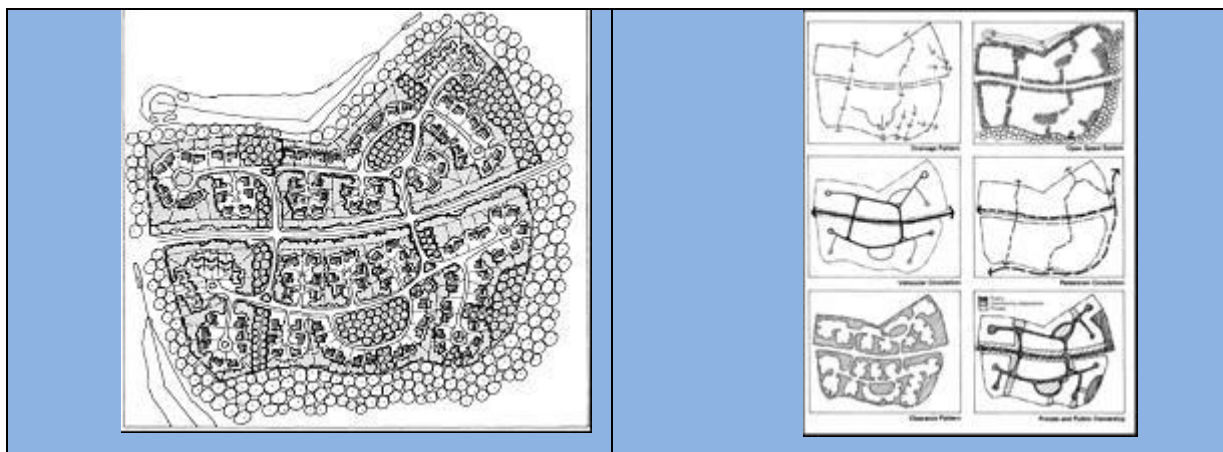 Drainage Pattern
Open Space System
Vehicular Circulation
Pedestrian Circulation
Clearance Pattern
Private and Public Ownership